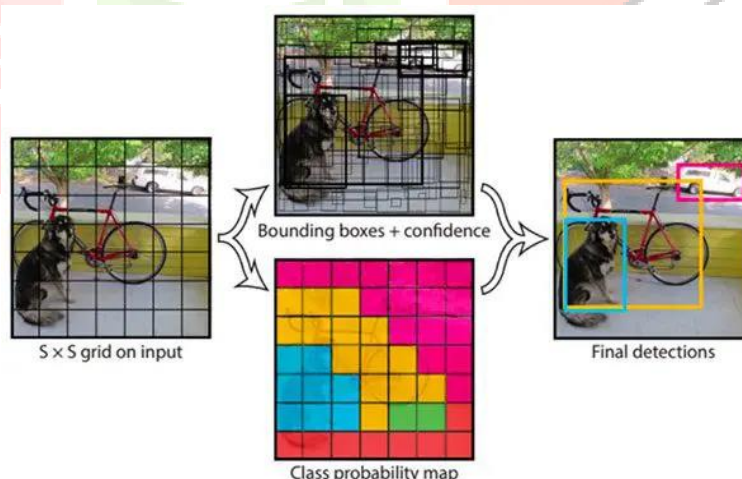 Bounding boxes + confidence
S × S grid on input
Final detections
Class probability map